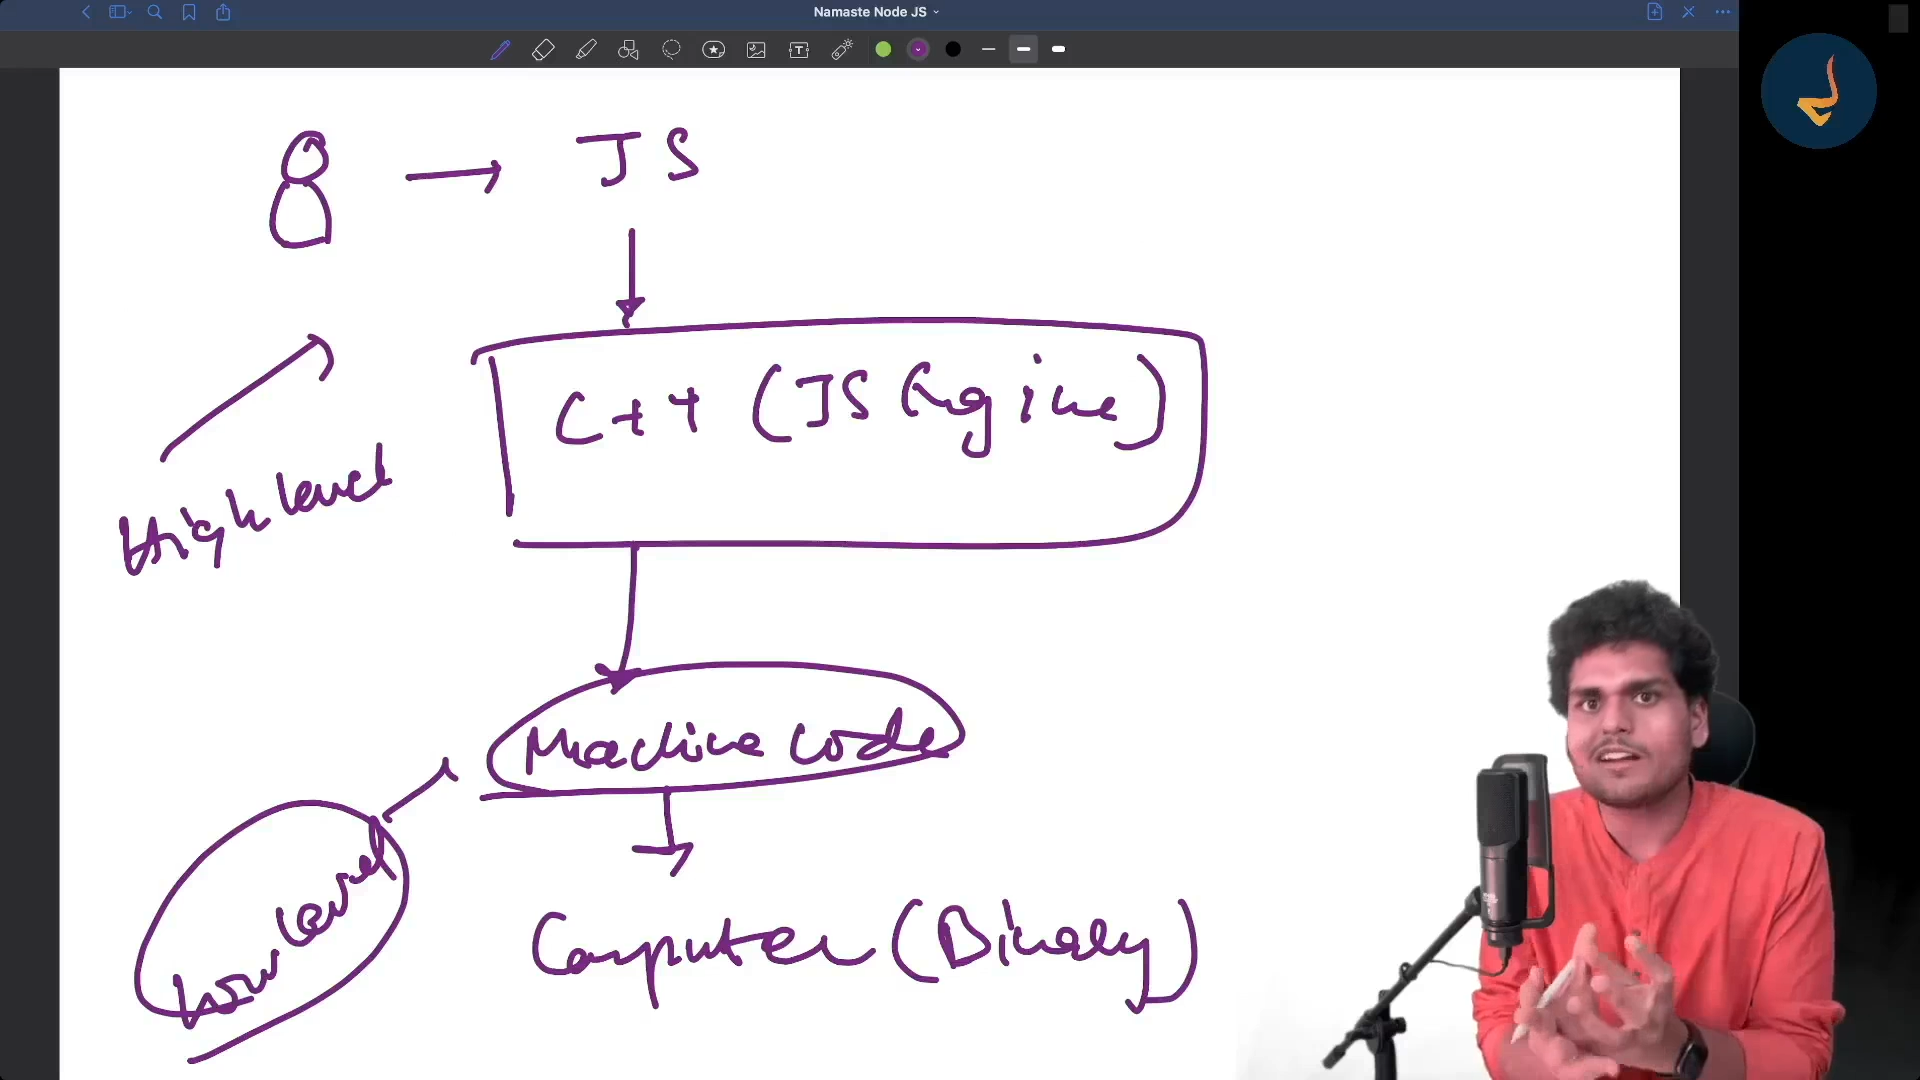 Namaste Node JS
JS
C++ (JS Engine)
High level
Machine code
Low level
Computer (Binary)